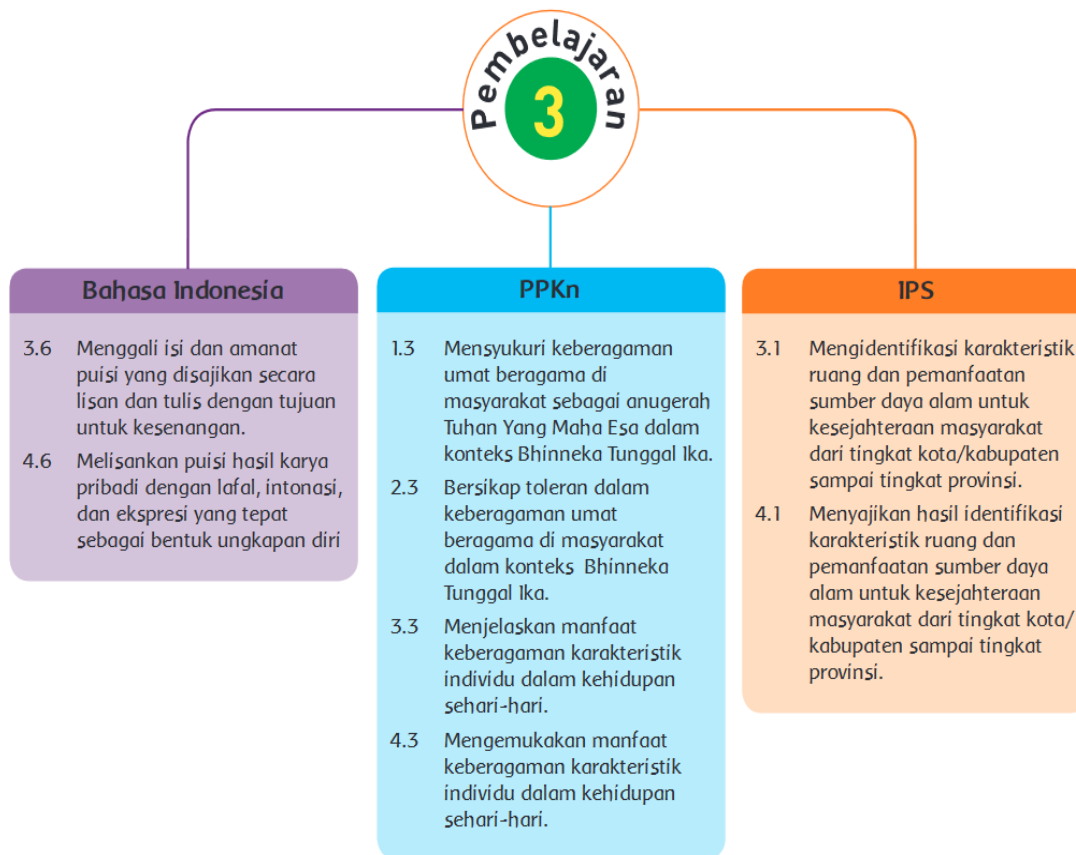 Pembelajaran
3
Bahasa Indonesia
3.6 Menggali isi dan amanat
puisi yang disajikan secara
lisan dan tulis dengan tujuan
untuk kesenangan.
4.6 Melisankan puisi hasil karya
pribadi dengan lafal, intonasi,
dan ekspresi yang tepat
sebagai bentuk ungkapan diri
PPKn
1.3 Mensyukuri keberagaman
umat beragama di
masyarakat sebagai anugerah
Tuhan Yang Maha Esa dalam
konteks Bhinneka Tunggal Ika.
2.3 Bersikap toleran dalam
keberagaman umat
beragama di masyarakat
dalam konteks Bhinneka
Tunggal Ika.
3.3 Menjelaskan manfaat
keberagaman karakteristik
individu dalam kehidupan
sehari-hari.
4.3 Mengemukakan manfaat
keberagaman karakteristik
individu dalam kehidupan
sehari-hari.
IPS
3.1 Mengidentifikasi karakteristik
ruang dan pemanfaatan
sumber daya alam untuk
kesejahteraan masyarakat
dari tingkat kota/kabupaten
sampai tingkat provinsi.
4.1 Menyajikan hasil identifikasi
karakteristik ruang dan
pemanfaatan sumber daya
alam untuk kesejahteraan
masyarakat dari tingkat kota/
kabupaten sampai tingkat
provinsi.